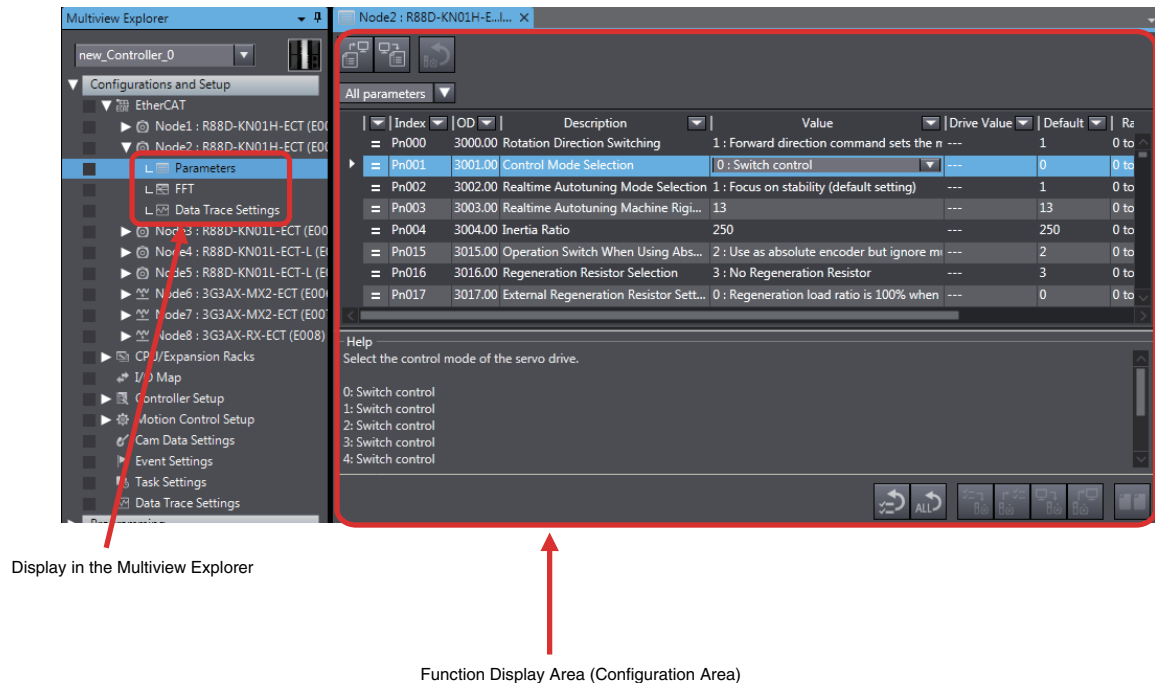 Multiview Explorer
Node2 : R88D-KN01H-E...l...
new_Controller_0
Configurations and Setup
EtherCAT
Node1 : R88D-KN01H-ECT (E00
Node2 : R88D-KN01H-ECT (E00
Parameters
FFT
Data Trace Settings
Node3 : R88D-KN01L-ECT (E00
Node4 : R88D-KN01L-ECT-L (E
Node5 : R88D-KN01L-ECT-L (E
Node6 : 3G3AX-MX2-ECT (E00
Node7 : 3G3AX-MX2-ECT (E007
Node8 : 3G3AX-RX-ECT (E008)
CPU/Expansion Racks
I/O Map
Controller Setup
Motion Control Setup
Cam Data Settings
Event Settings
Task Settings
Data Trace Settings
Programming
All parameters
Index OD Description Value Drive Value Default Ra
= Pn000 3000.00 Rotation Direction Switching 1 : Forward direction command sets the n --- 1 0 to
= Pn001 3001.00 Control Mode Selection 0 : Switch control --- 0 0 to
= Pn002 3002.00 Realtime Autotuning Mode Selection 1 : Focus on stability (default setting) --- 1 0 to
= Pn003 3003.00 Realtime Autotuning Machine Rigi... 13 --- 13 0 to
= Pn004 3004.00 Inertia Ratio 250 --- 250 0 to
= Pn015 3015.00 Operation Switch When Using Abs... 2 : Use as absolute encoder but ignore mu --- 2 0 to
= Pn016 3016.00 Regeneration Resistor Selection 3 : No Regeneration Resistor --- 3 0 to
= Pn017 3017.00 External Regeneration Resistor Sett... 0 : Regeneration load ratio is 100% when --- 0 0 to
Help
Select the control mode of the servo drive.
0: Switch control
1: Switch control
2: Switch control
3: Switch control
4: Switch control
ALL
Display in the Multiview Explorer
Function Display Area (Configuration Area)